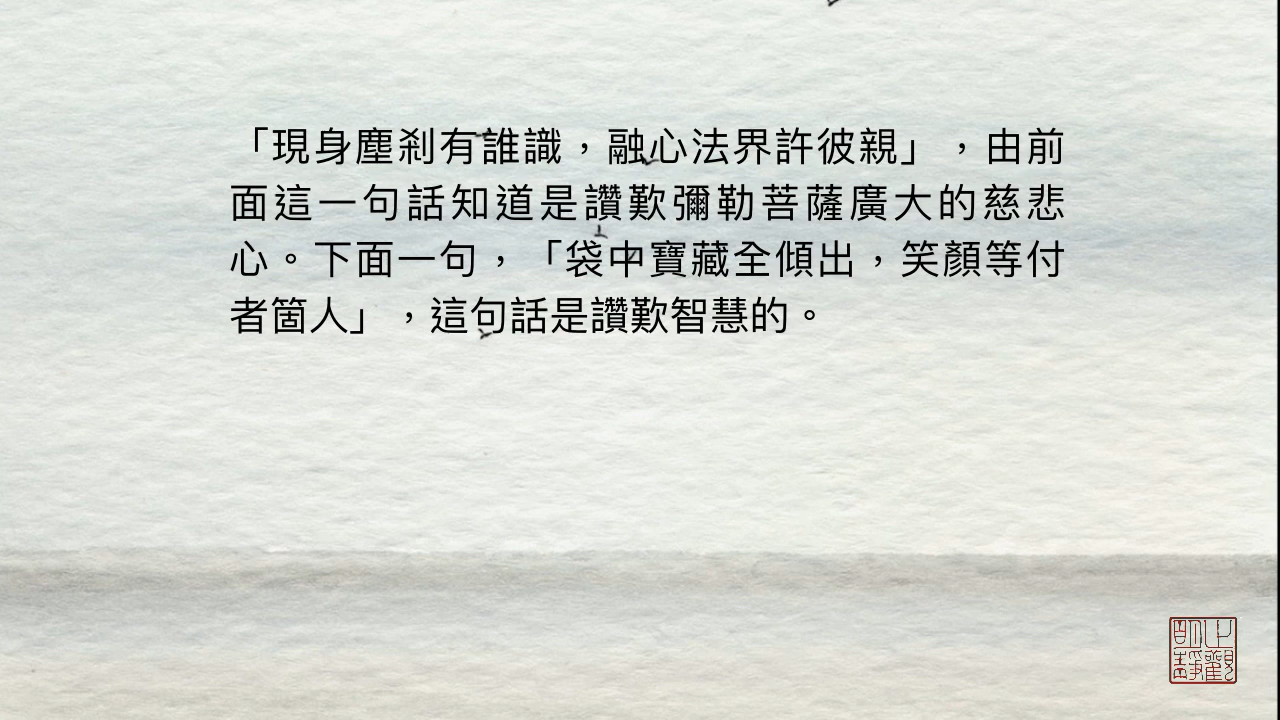 「現身塵剎有誰識，融心法界許彼親」，由前
面這一句話知道是讚歎彌勒菩薩廣大的慈悲
心。下面一句，「袋中寶藏全傾出，笑顏等付
者箇人」，這句話是讚歎智慧的。